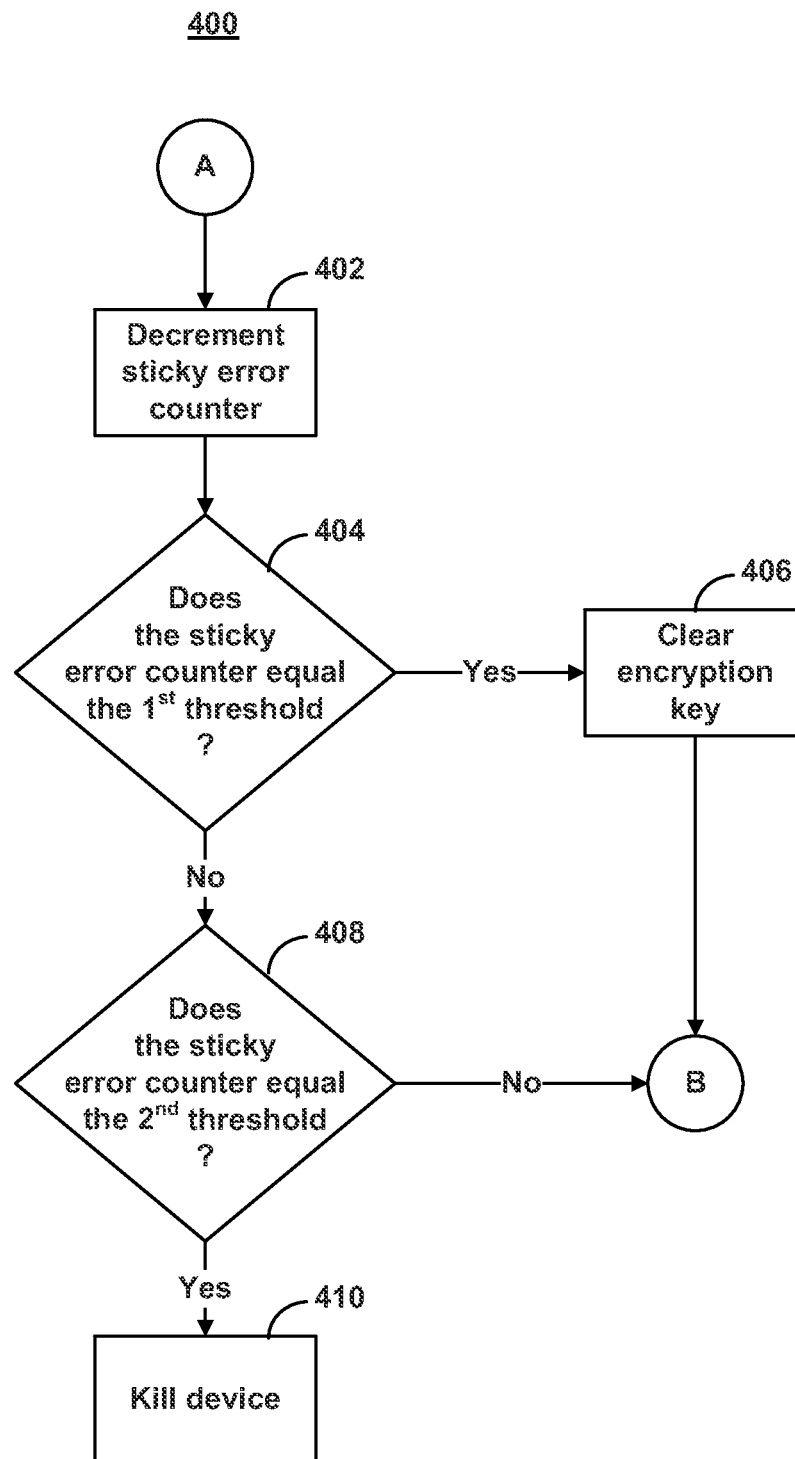 400
A
402
Decrement
sticky error
counter
404
Does
the sticky
error counter equal
the 1st threshold
?
Yes
406
Clear
encryption
key
No
408
Does
the sticky
error counter equal
the 2nd threshold
?
No
B
Yes
410
Kill device